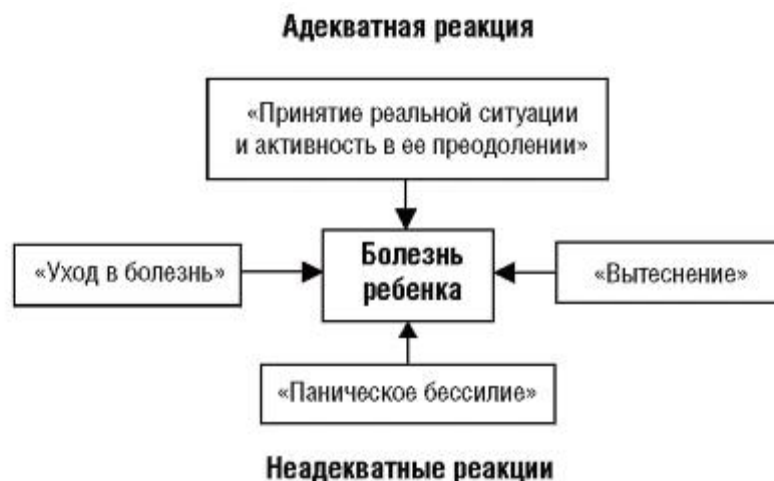 Адекватная реакция
«Принятие реальной ситуации
и активность в ее преодолении»
«Уход в болезнь»
Болезнь
ребенка
«Вытеснение»
«Паническое бессилие»
Неадекватные реакции